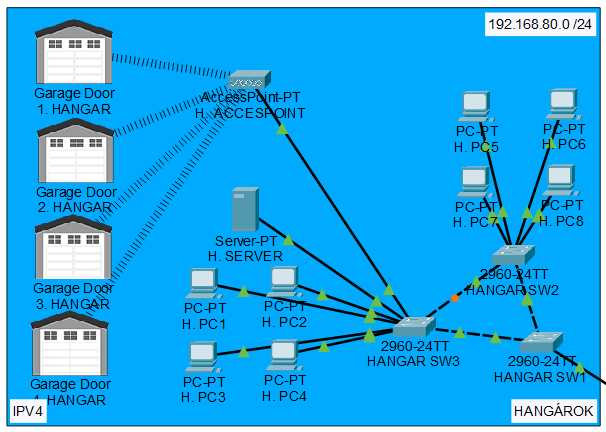 192.168.80.0 /24
Garage Door
1. HANGAR
AccessPoint-PT
H. ACCESPOINT
PC-PT
H. PC5
PC-PT
H. PC6
Garage Door
2. HANGAR
PC-PT
H. PC7
PC-PT
H. PC8
Server-PT
H. SERVER
Garage Door
3. HANGAR
2960-24TT
HANGAR SW2
PC-PT
H. PC1
PC-PT
H. PC2
2960-24TT
HANGAR SW3
2960-24TT
HANGAR SW1
Garage Door
4. HANGAR
PC-PT
H. PC3
PC-PT
H. PC4
IPV4
HANGÁROK